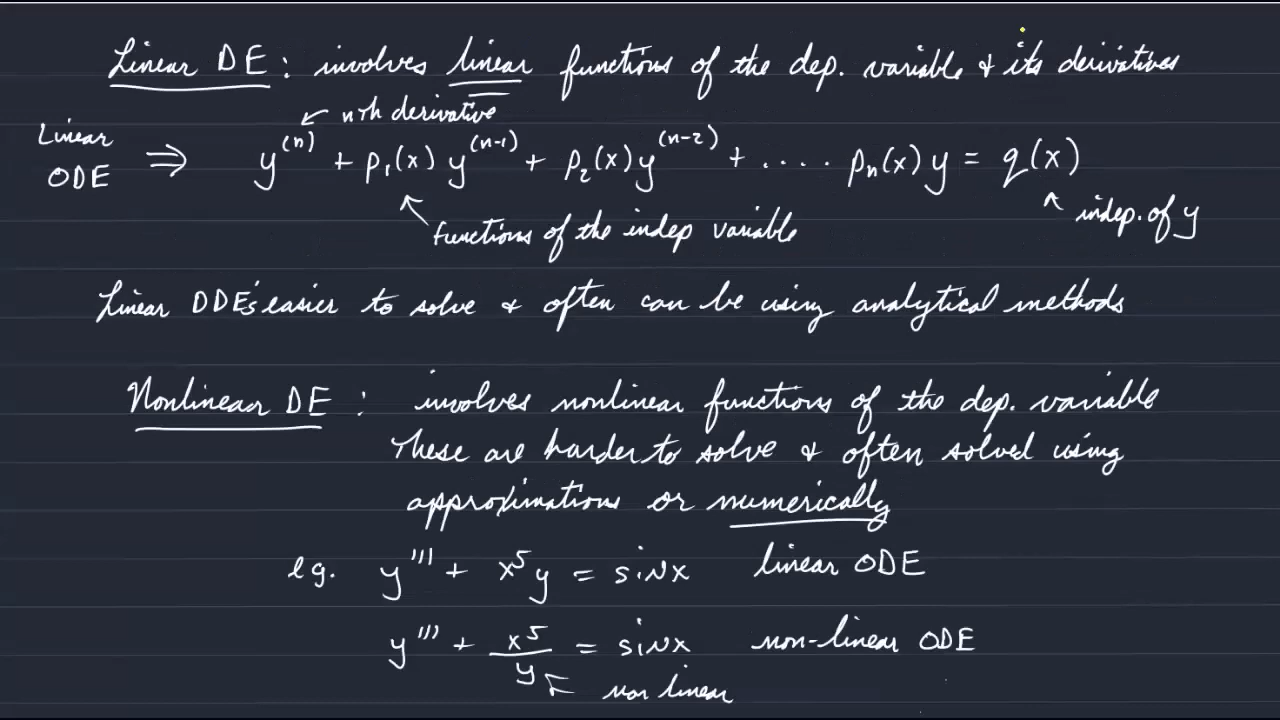 Linear DE : involves linear functions of the dep. variable & its derivatives
← nth derivative
Linear ODE ⇒ y^(n) + p₁(x) y^(n-1) + p₂(x) y^(n-2) + .... pₙ(x) y = q(x)
functions of the indep variable
indep. of y
Linear ODE's easier to solve & often can be using analytical methods
Nonlinear DE : involves nonlinear functions of the dep. variable
These are harder to solve & often solved using
approximations or numerically
eg. y''' + x⁵y = sinx linear ODE
y''' + x⁵/y = sinx non-linear ODE
non linear